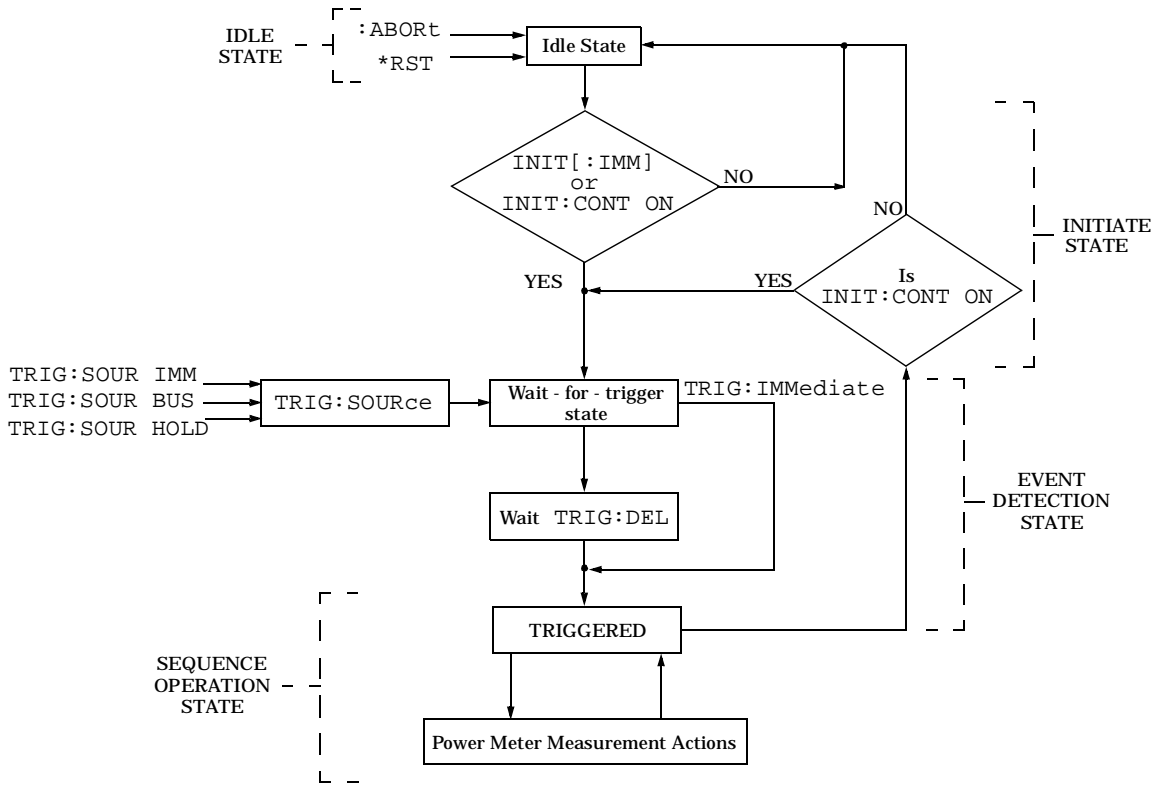 IDLE
STATE
:ABORt
*RST
Idle State
INIT[:IMM]
or
INIT:CONT ON
NO
YES
NO
YES
Is
INIT:CONT ON
INITIATE
STATE
TRIG:SOUR IMM
TRIG:SOUR BUS
TRIG:SOUR HOLD
TRIG:SOURce
Wait - for - trigger
state
TRIG:IMMediate
Wait TRIG:DEL
EVENT
DETECTION
STATE
TRIGGERED
SEQUENCE
OPERATION
STATE
Power Meter Measurement Actions